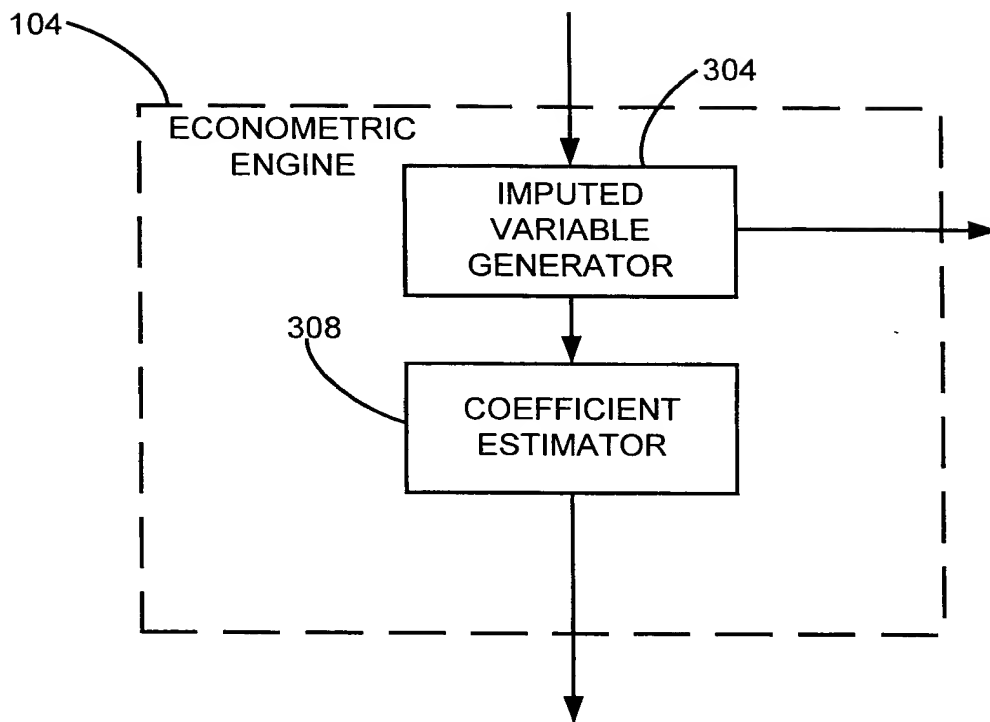 104
304
ECONOMETRIC
ENGINE
IMPUTED
VARIABLE
GENERATOR
308
COEFFICIENT
ESTIMATOR